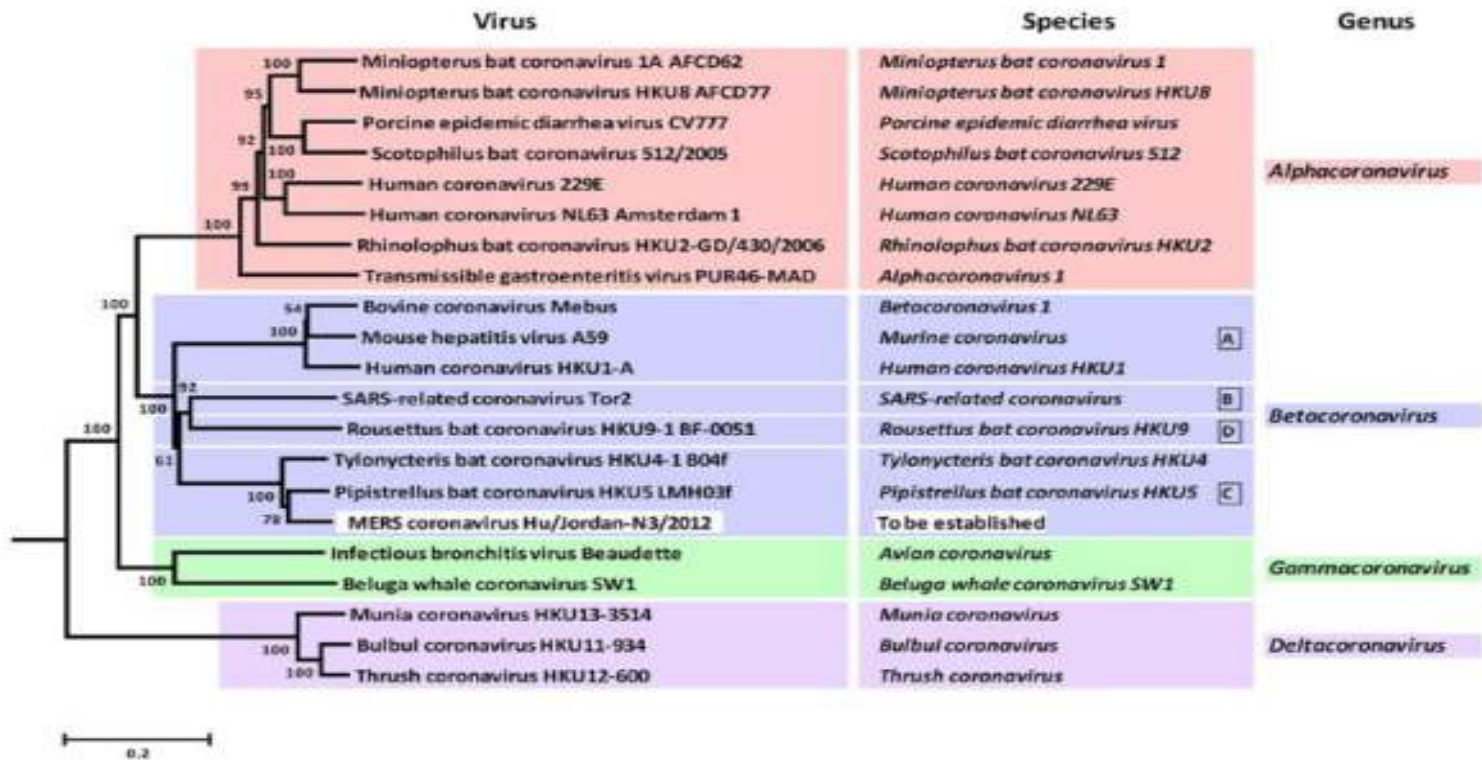 Virus Species Genus
100 Miniopterus bat coronavirus 1A AFCD62 Miniopterus bat coronavirus 1
95 Miniopterus bat coronavirus HKU8 AFCD77 Miniopterus bat coronavirus HKU8
92 Porcine epidemic diarrhea virus CV777 Porcine epidemic diarrhea virus
100 Scotophilus bat coronavirus 512/2005 Scotophilus bat coronavirus 512
Alphacoronavirus
99 100 Human coronavirus 229E Human coronavirus 229E
Human coronavirus NL63 Amsterdam 1 Human coronavirus NL63
100 Rhinolophus bat coronavirus HKU2-GD/430/2006 Rhinolophus bat coronavirus HKU2
Transmissible gastroenteritis virus PUR46-MAD Alphacoronavirus 1
100 54 Bovine coronavirus Mebus Betacoronavirus 1
100 Mouse hepatitis virus A59 Murine coronavirus A
Human coronavirus HKU1-A Human coronavirus HKU1
92 SARS-related coronavirus Tor2 SARS-related coronavirus B
100 Betacoronavirus
100 Rousettus bat coronavirus HKU9-1 BF-005I Rousettus bat coronavirus HKU9 D
61 Tylonycteris bat coronavirus HKU4-1 B04f Tylonycteris bat coronavirus HKU4
100 Pipistrellus bat coronavirus HKU5 LMH03f Pipistrellus bat coronavirus HKU5 C
78 MERS coronavirus Hu/Jordan-N3/2012 To be established
Infectious bronchitis virus Beaudette Avian coronavirus
Gammacoronavirus
100 Beluga whale coronavirus SW1 Beluga whale coronavirus SW1
Munia coronavirus HKU13-3514 Munia coronavirus
100 Bulbul coronavirus HKU11-934 Bulbul coronavirus Deltacoronavirus
100 Thrush coronavirus HKU12-600 Thrush coronavirus
0.2